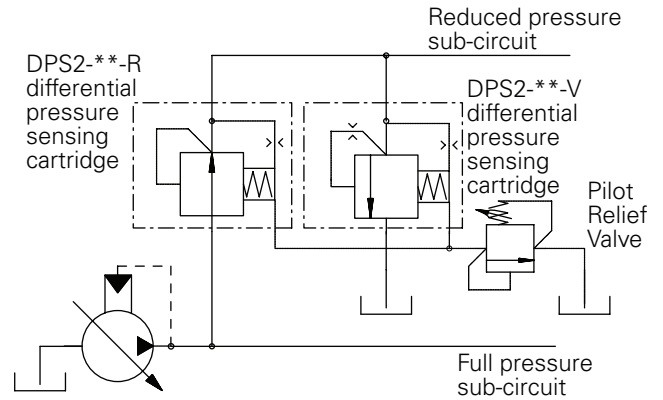 Reduced pressure
sub-circuit
DPS2-**-R
differential
pressure
sensing
cartridge
DPS2-**-V
differential
pressure
sensing
cartridge
Pilot
Relief
Valve
Full pressure
sub-circuit